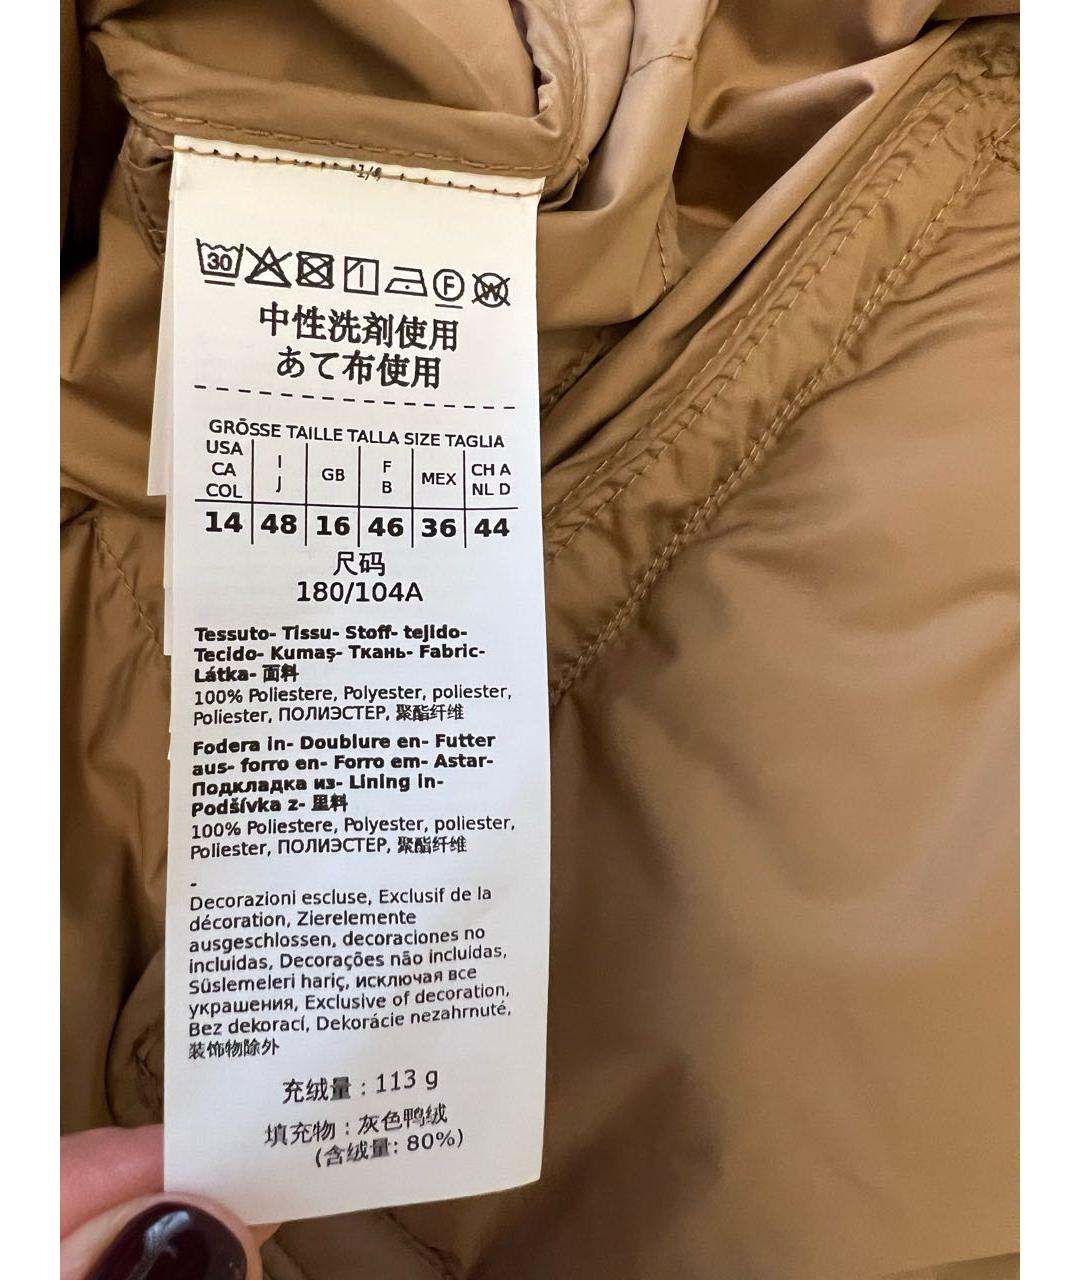 1/4
30
F
W
中性洗剤使用
あて布使用
GRÖSSE TAILLE TALLA SIZE TAGLIA
USA CA COL | I J | GB | F B | MEX | CH A NL D
14 | 48 | 16 | 46 | 36 | 44
尺码
180/104A
Tessuto- Tissu- Stoff- tejido-
Tecido- Kumaş- Ткань- Fabric-
Látka- 面料
100% Poliestere, Polyester, poliester,
Poliester, ПОЛИЭСТЕР, 聚酯纤维
Fodera in- Doublure en- Futter
aus- forro en- Forro em- Astar-
Подкладка из- Lining in-
Podšívka z- 里料
100% Poliestere, Polyester, poliester,
Poliester, ПОЛИЭСТЕР, 聚酯纤维
-
Decorazioni escluse, Exclusif de la
décoration, Zierelemente
ausgeschlossen, decoraciones no
incluidas, Decorações não incluidas,
Süslemeleri hariç, исключая все
украшения, Exclusive of decoration,
Bez dekorací, Dekorácie nezahrnuté,
装饰物除外
充绒量：113 g
填充物：灰色鸭绒
(含绒量: 80%)